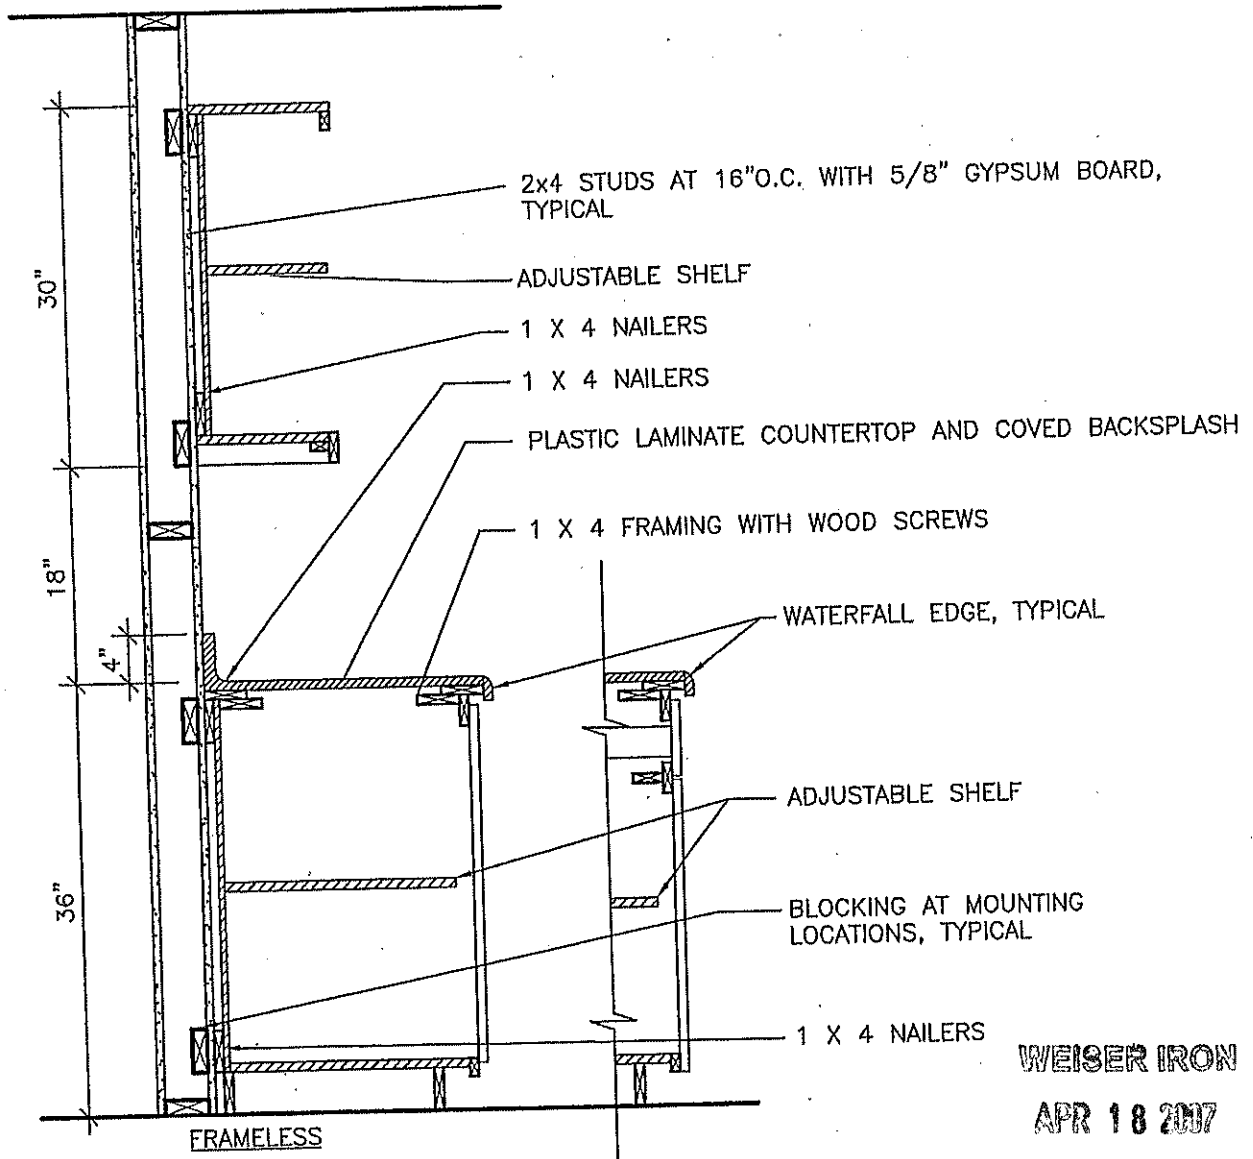 2x4 STUDS AT 16"O.C. WITH 5/8" GYPSUM BOARD,
TYPICAL
ADJUSTABLE SHELF
30"
1 X 4 NAILERS
1 X 4 NAILERS
PLASTIC LAMINATE COUNTERTOP AND COVED BACKSPLASH
1 X 4 FRAMING WITH WOOD SCREWS
18"
WATERFALL EDGE, TYPICAL
4"
ADJUSTABLE SHELF
36"
BLOCKING AT MOUNTING
LOCATIONS, TYPICAL
1 X 4 NAILERS
WEISER IRON
APR 18 2007
FRAMELESS